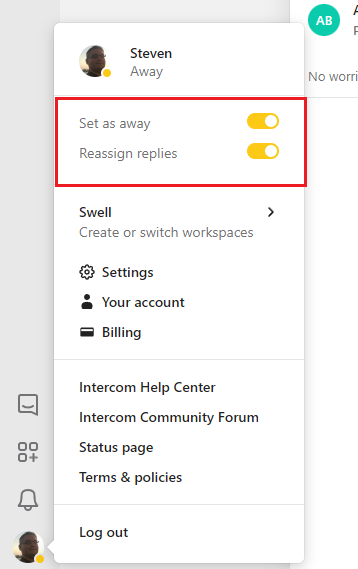 Steven
Away
Set as away
Reassign replies
Swell
Create or switch workspaces
Settings
Your account
Billing
Intercom Help Center
Intercom Community Forum
Status page
Terms & policies
Log out
AB
No worri